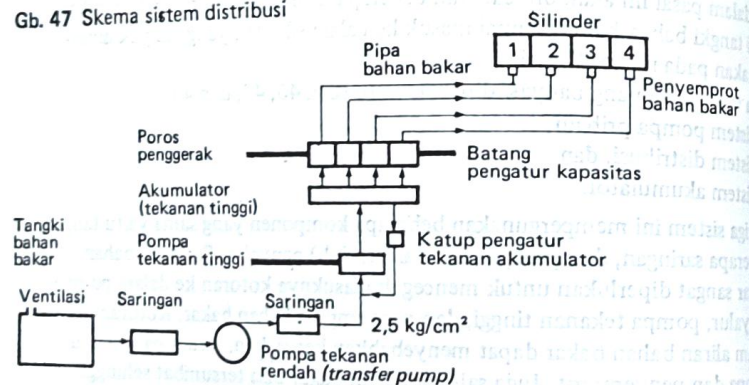 Gb. 47 Skema sistem distribusi
Silinder
1 2 3 4
Pipa
bahan bakar
Penyemprot
bahan bakar
Poros
penggerak
Batang
pengatur kapasitas
Akumulator
(tekanan tinggi)
Tangki
bahan
bakar
Pompa
tekanan tinggi
Katup pengatur
tekanan akumulator
Ventilasi
Saringan
Saringan
2,5 kg/cm²
Pompa tekanan
rendah (transfer pump)